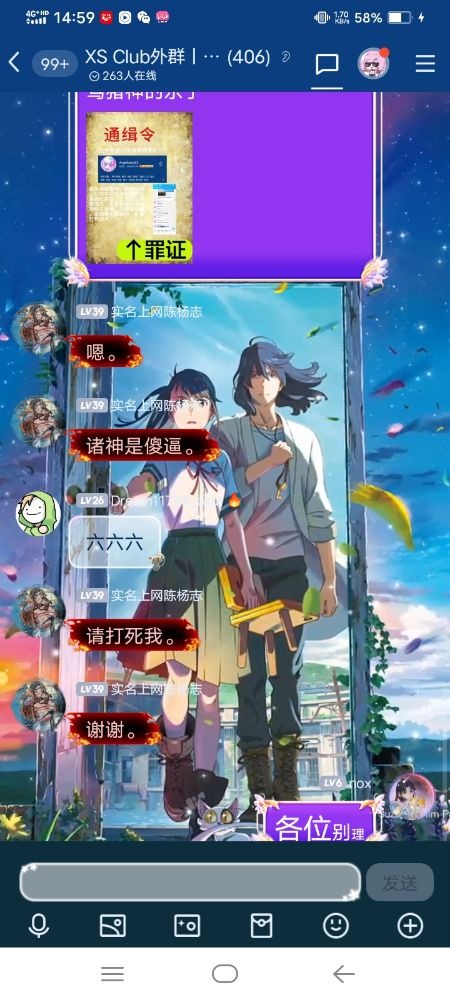 4G+HD
14:59
1.70
KB/s
58%
99+
XS Club外群丨… (406)
263人在线
通缉令
↑罪证
LV39 实名上网陈杨志
嗯。
LV39 实名上网陈杨志
诸神是傻逼。
LV26
六六六
LV39 实名上网陈杨志
请打死我。
LV39 实名上网陈杨志
谢谢。
LV6 nox
各位别理
发送